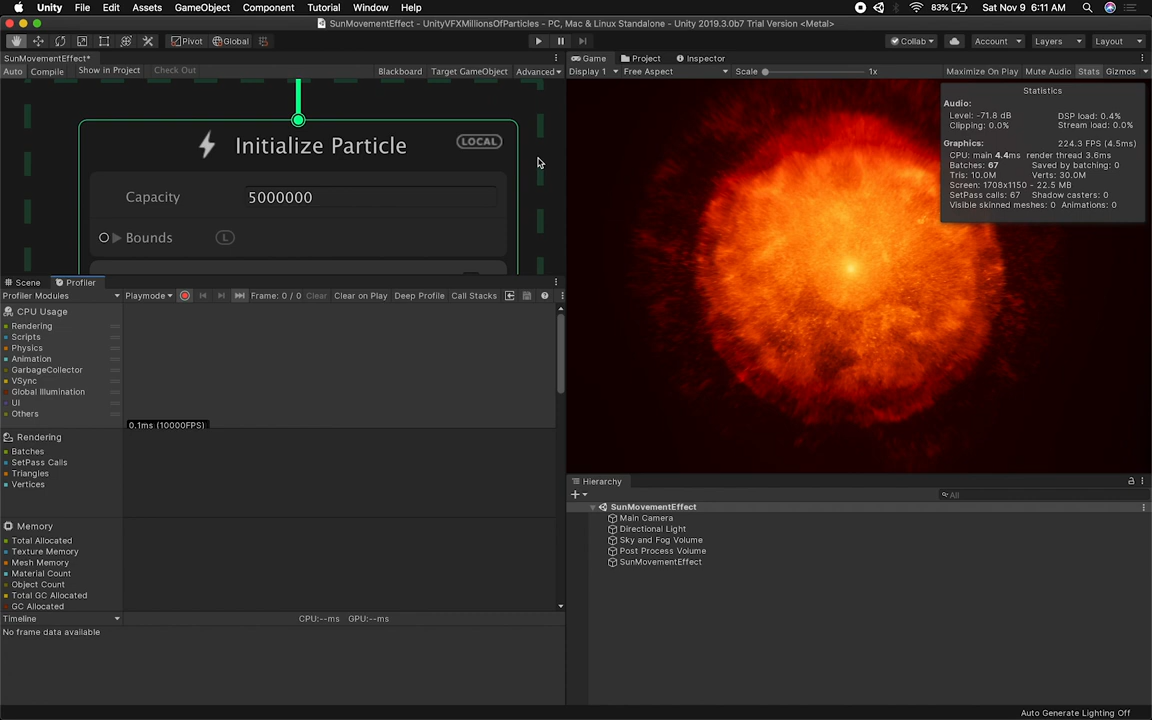 Unity File Edit Assets GameObject Component Tutorial Window Help 83% Sat Nov 9 6:11 AM
SunMovementEffect - UnityVFXMillionsOfParticles - PC, Mac & Linux Standalone - Unity 2019.3.0b7 Trial Version <Metal>
Pivot Global Collab Account Layers Layout
SunMovementEffect*
Auto Compile Show in Project Check Out Blackboard Target GameObject Advanced
Initialize Particle LOCAL
Capacity 5000000
Bounds L
Game Project Inspector
Display 1 Free Aspect Scale 1x Maximize On Play Mute Audio Stats Gizmos
Statistics
Audio:
Level: -71.8 dB DSP load: 0.4%
Clipping: 0.0% Stream load: 0.0%
Graphics: 224.3 FPS (4.5ms)
CPU: main 4.4ms render thread 3.6ms
Batches: 67 Saved by batching: 0
Tris: 10.0M Verts: 30.0M
Screen: 1708x1150 - 22.5 MB
SetPass calls: 67 Shadow casters: 0
Visible skinned meshes: 0 Animations: 0
Scene Profiler
Profiler Modules Playmode Frame: 0 / 0 Clear Clear on Play Deep Profile Call Stacks
CPU Usage
Rendering
Scripts
Physics
Animation
GarbageCollector
VSync
Global Illumination
UI
Others
0.1ms (10000FPS)
Rendering
Batches
SetPass Calls
Triangles
Vertices
Memory
Total Allocated
Texture Memory
Mesh Memory
Material Count
Object Count
Total GC Allocated
GC Allocated
Timeline CPU:--ms GPU:--ms
No frame data available
Hierarchy
All
SunMovementEffect
Main Camera
Directional Light
Sky and Fog Volume
Post Process Volume
SunMovementEffect
Auto Generate Lighting Off